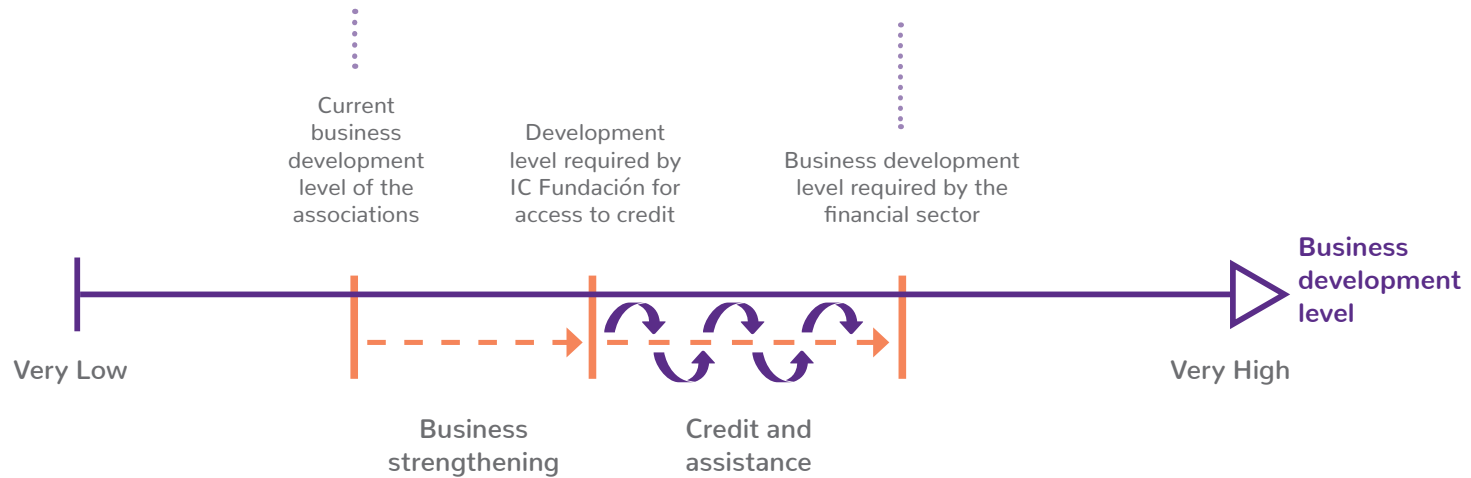 Current
business
development
level of the
associations
Development
level required by
IC Fundación for
access to credit
Business development
level required by the
financial sector
Business
development
level
Very Low
Very High
Business
strengthening
Credit and
assistance